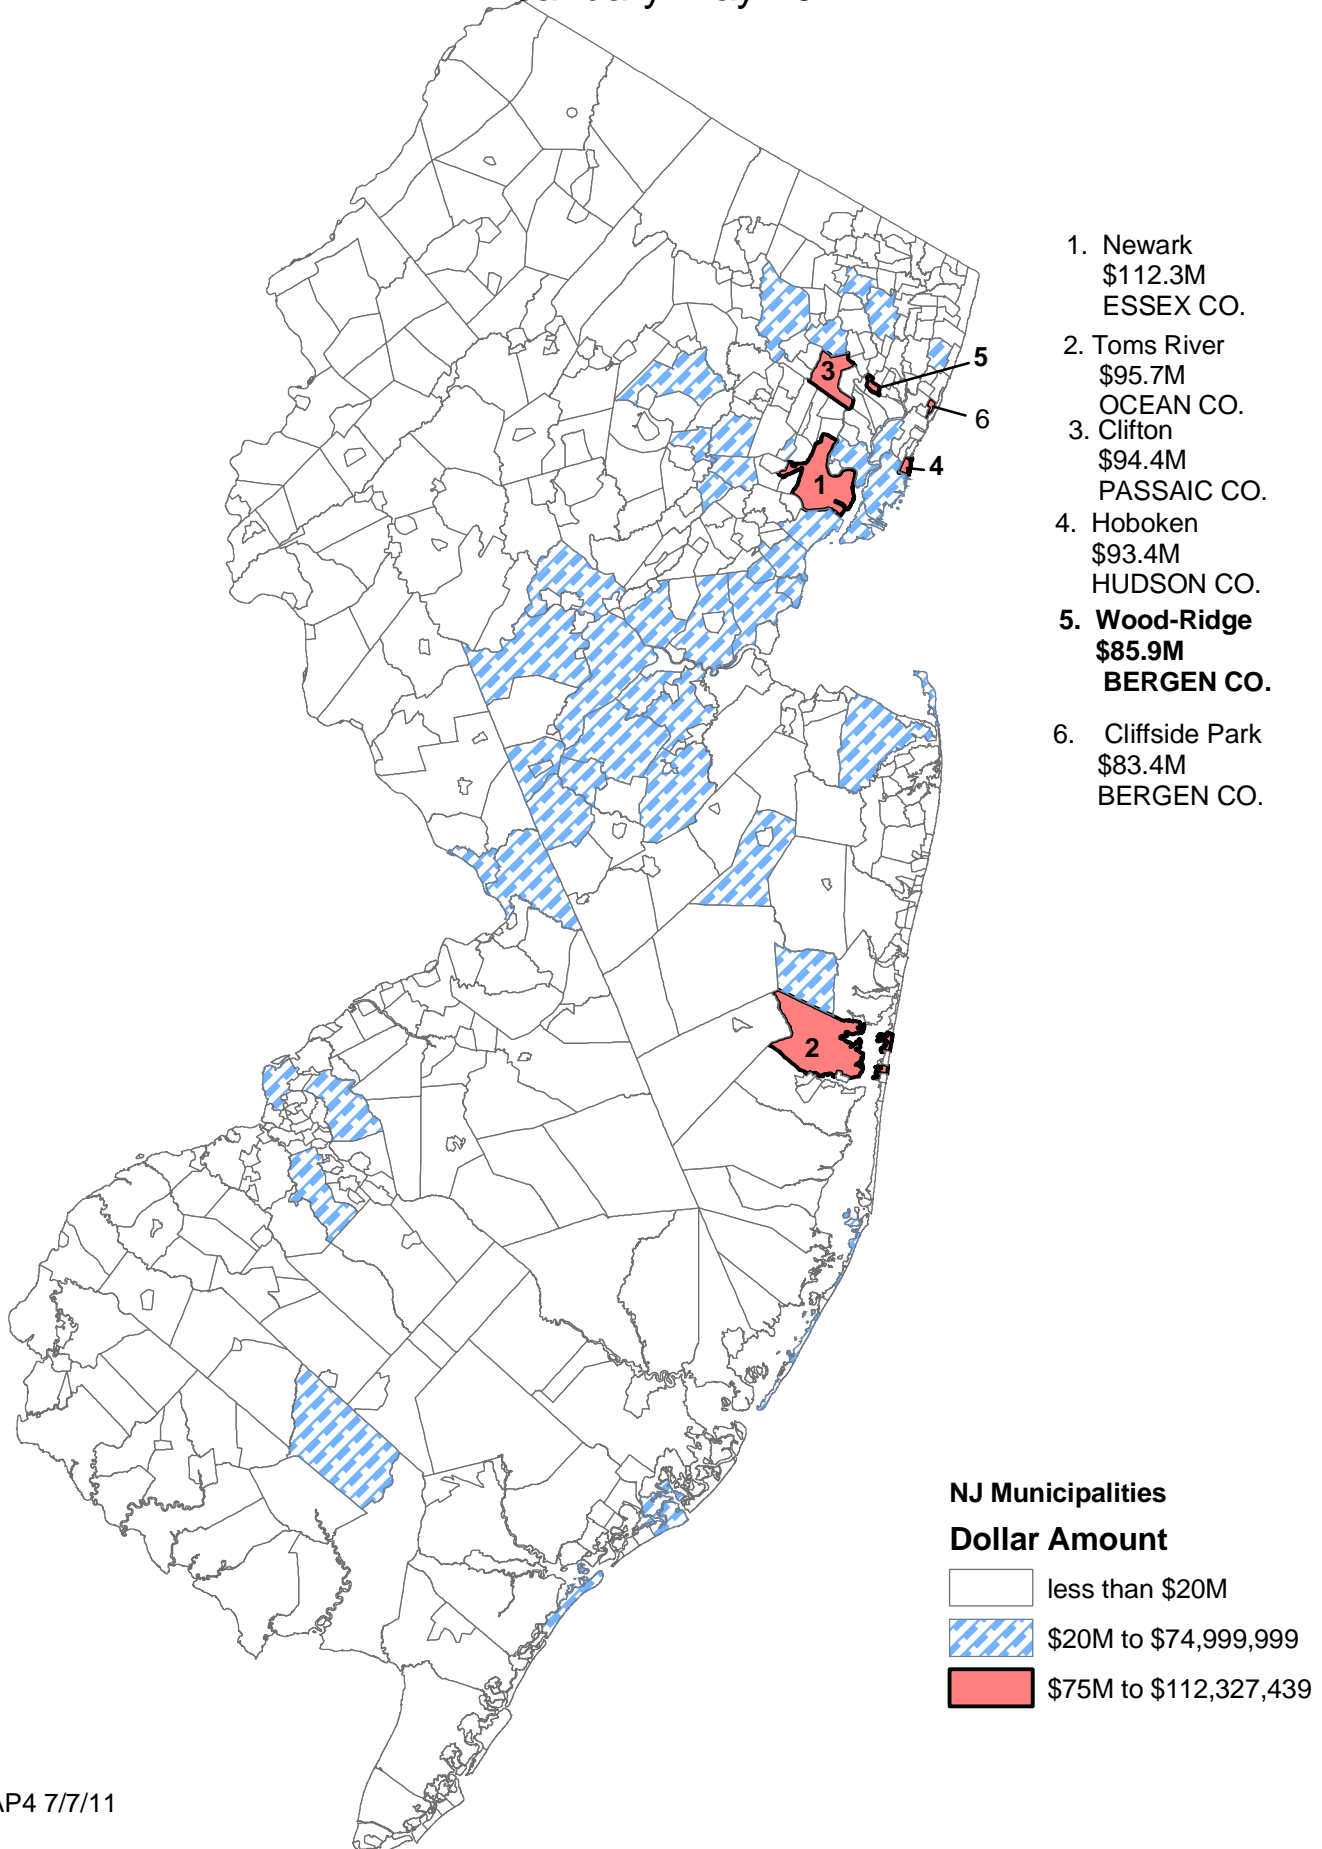 1. Newark
$112.3M
ESSEX CO.
2. Toms River
$95.7M
OCEAN CO.
3. Clifton
$94.4M
PASSAIC CO.
4. Hoboken
$93.4M
HUDSON CO.
5. Wood-Ridge
$85.9M
BERGEN CO.
6. Cliffside Park
$83.4M
BERGEN CO.
5
3
6
4
1
2
NJ Municipalities
Dollar Amount
less than $20M
$20M to $74,999,999
$75M to $112,327,439
7/7/11